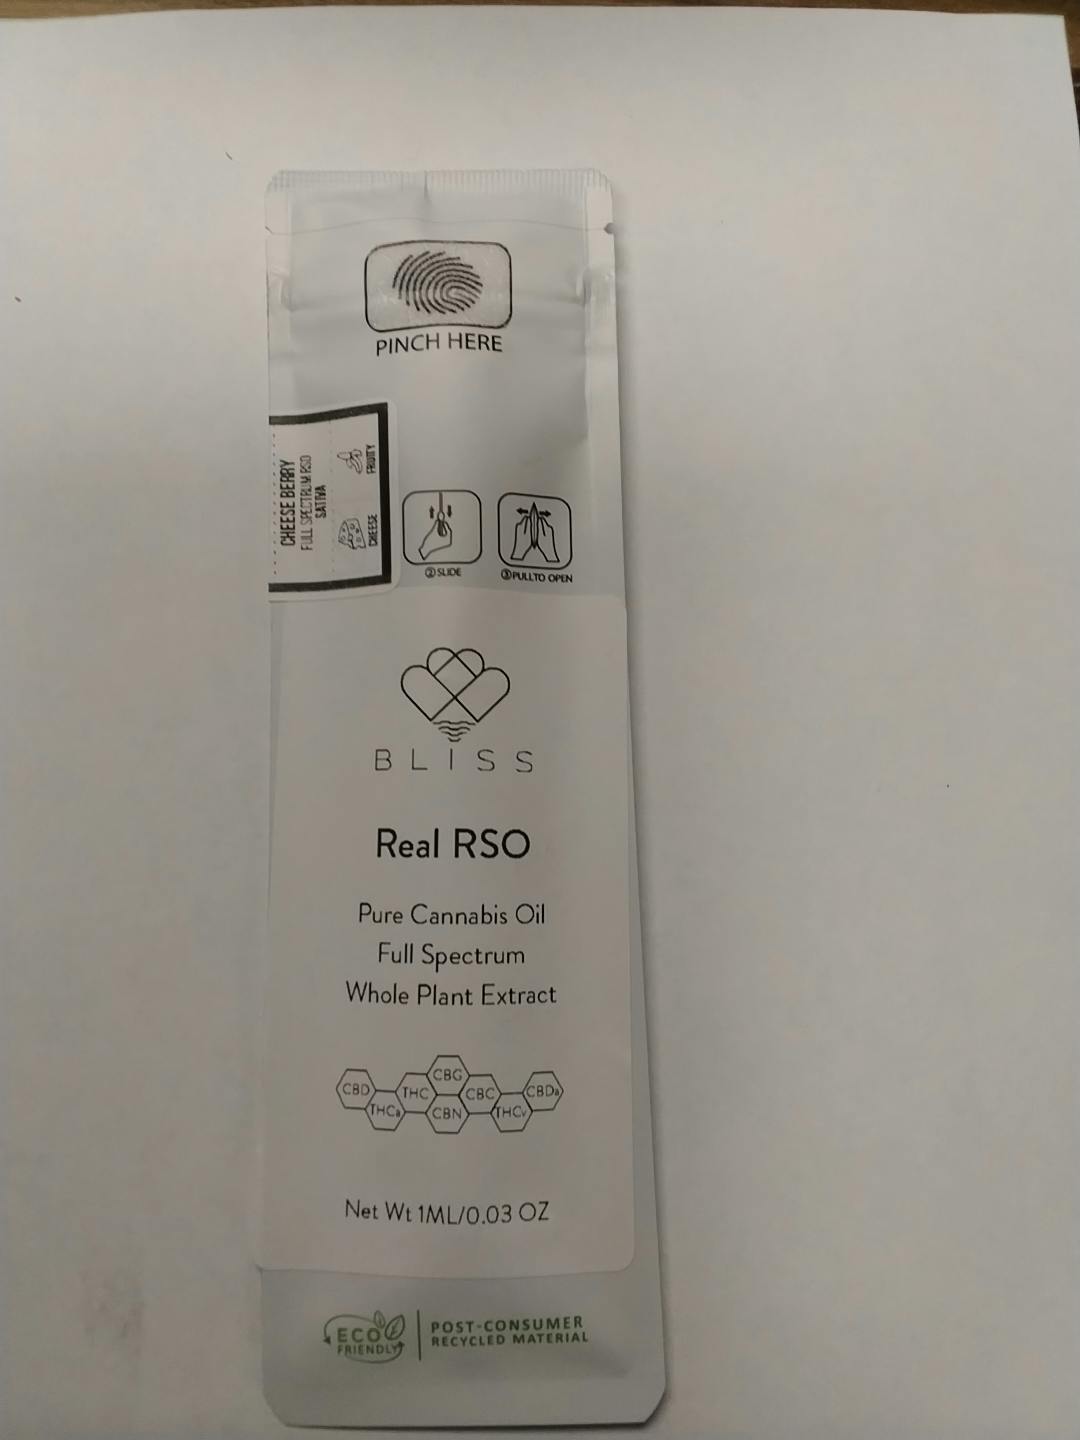 PINCH HERE
CHEESE BERRY
FULL SPECTRUM RSO
SATIVA
CHEESE
FRUITY
②SLIDE
③PULL TO OPEN
BLISS
Real RSO
Pure Cannabis Oil
Full Spectrum
Whole Plant Extract
CBD
THCa
THC
CBG
CBN
CBC
THCv
CBDa
Net Wt 1ML/0.03 OZ
ECO
FRIENDLY
POST-CONSUMER
RECYCLED MATERIAL